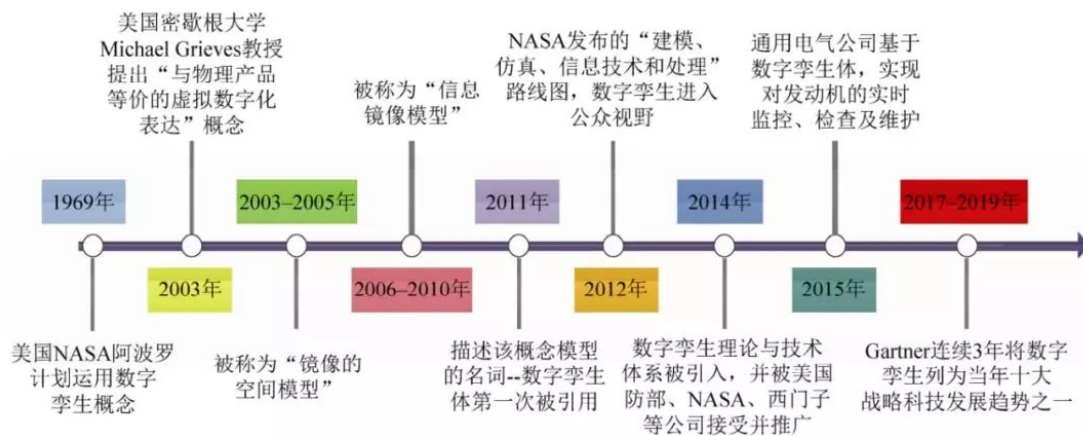 美国密歇根大学
Michael Grieves教授
提出“与物理产品
等价的虚拟数字化
表达”概念
被称为“信息
镜像模型”
NASA发布的“建模、
仿真、信息技术和处理”
路线图，数字孪生进入
公众视野
通用电气公司基于
数字孪生体，实现
对发动机的实时
监控、检查及维护
1969年
2003–2005年
2011年
2014年
2017–2019年
2003年
2006–2010年
2012年
2015年
美国NASA阿波罗
计划运用数字
孪生概念
被称为“镜像的
空间模型”
描述该概念模型
的名词--数字孪生
体第一次被引用
数字孪生理论与技术
体系被引入，并被美国
防部、NASA、西门子
等公司接受并推广
Gartner连续3年将数字
孪生列为当年十大
战略科技发展趋势之一